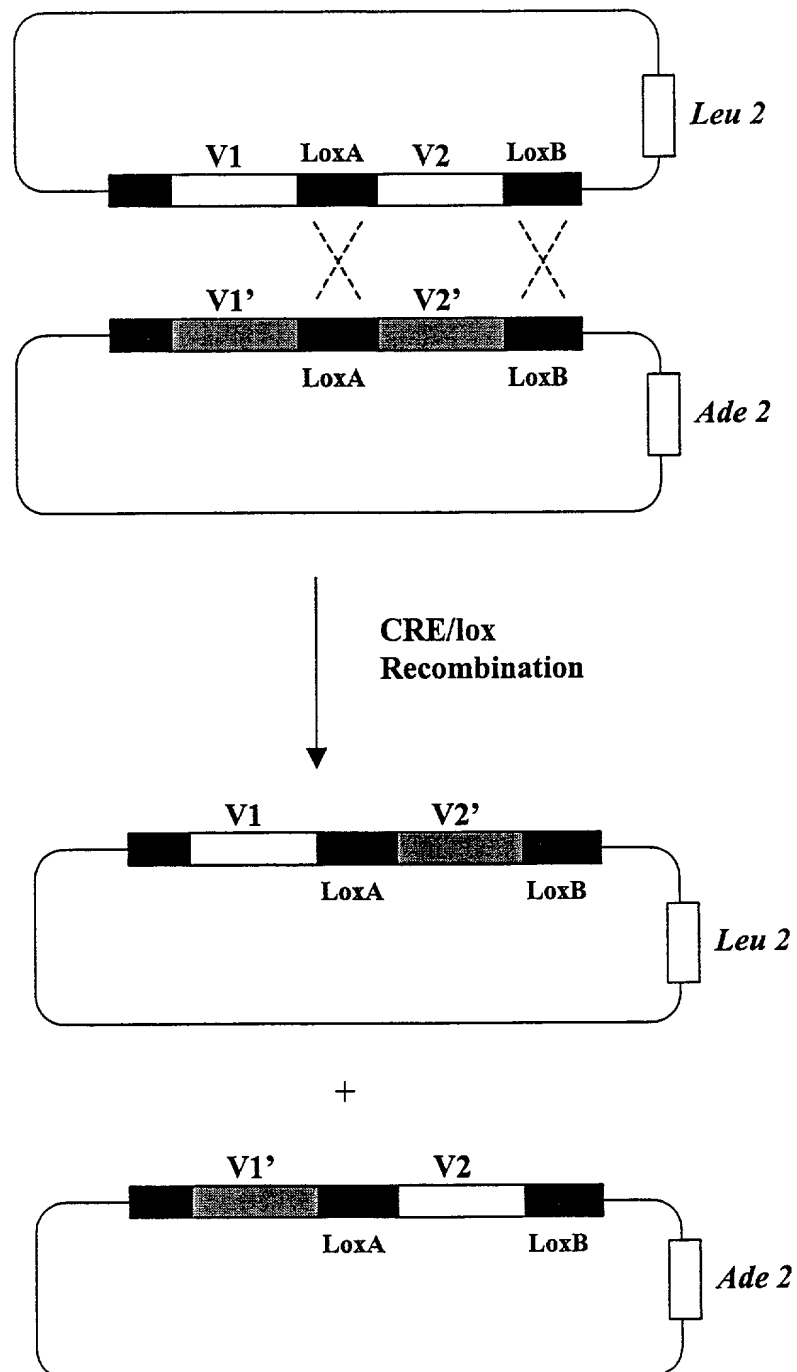 Leu 2
V1 LoxA V2 LoxB
V1’ V2’
LoxA LoxB
Ade 2
CRE/lox
Recombination
V1 V2’
LoxA LoxB
Leu 2
+
V1’ V2
LoxA LoxB
Ade 2